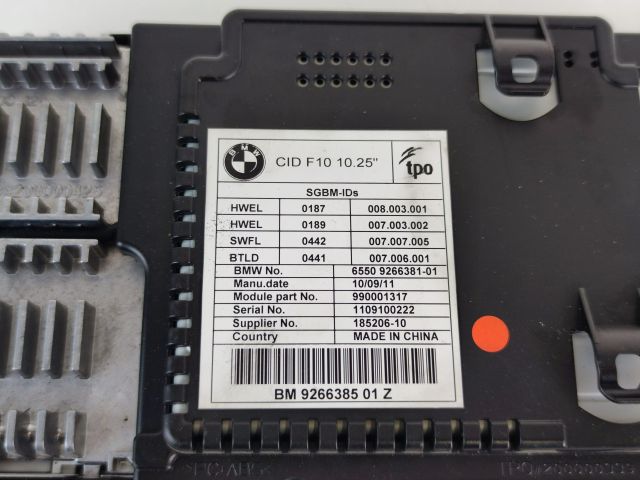 BMW CID F10 10.25" tpo
SGBM-IDs
HWEL 0187 008.003.001
HWEL 0189 007.003.002
SWFL 0442 007.007.005
BTLD 0441 007.006.001
BMW No. 6550 9266381-01
Manu.date 10/09/11
Module part No. 990001317
Serial No. 1109100222
Supplier No. 185206-10
Country MADE IN CHINA
BM 9266385 01 Z